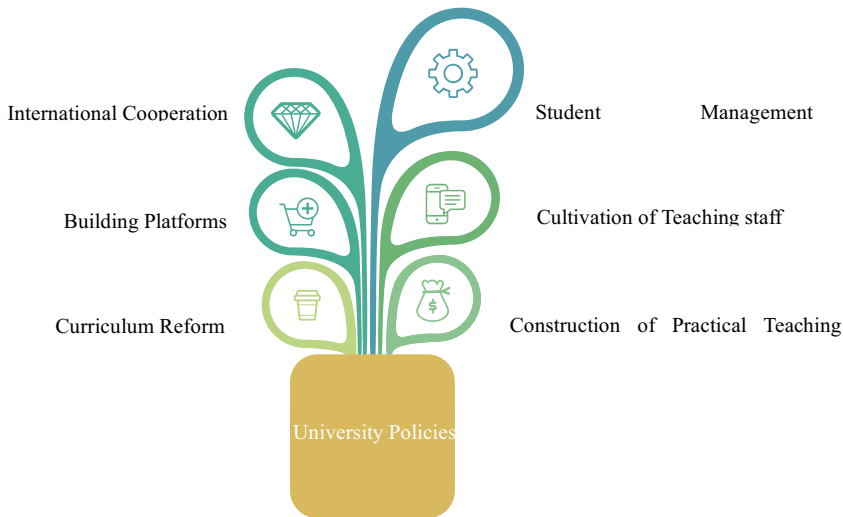 International Cooperation
Student Management
Building Platforms
Cultivation of Teaching staff
Curriculum Reform
Construction of Practical Teaching
$
University Policies